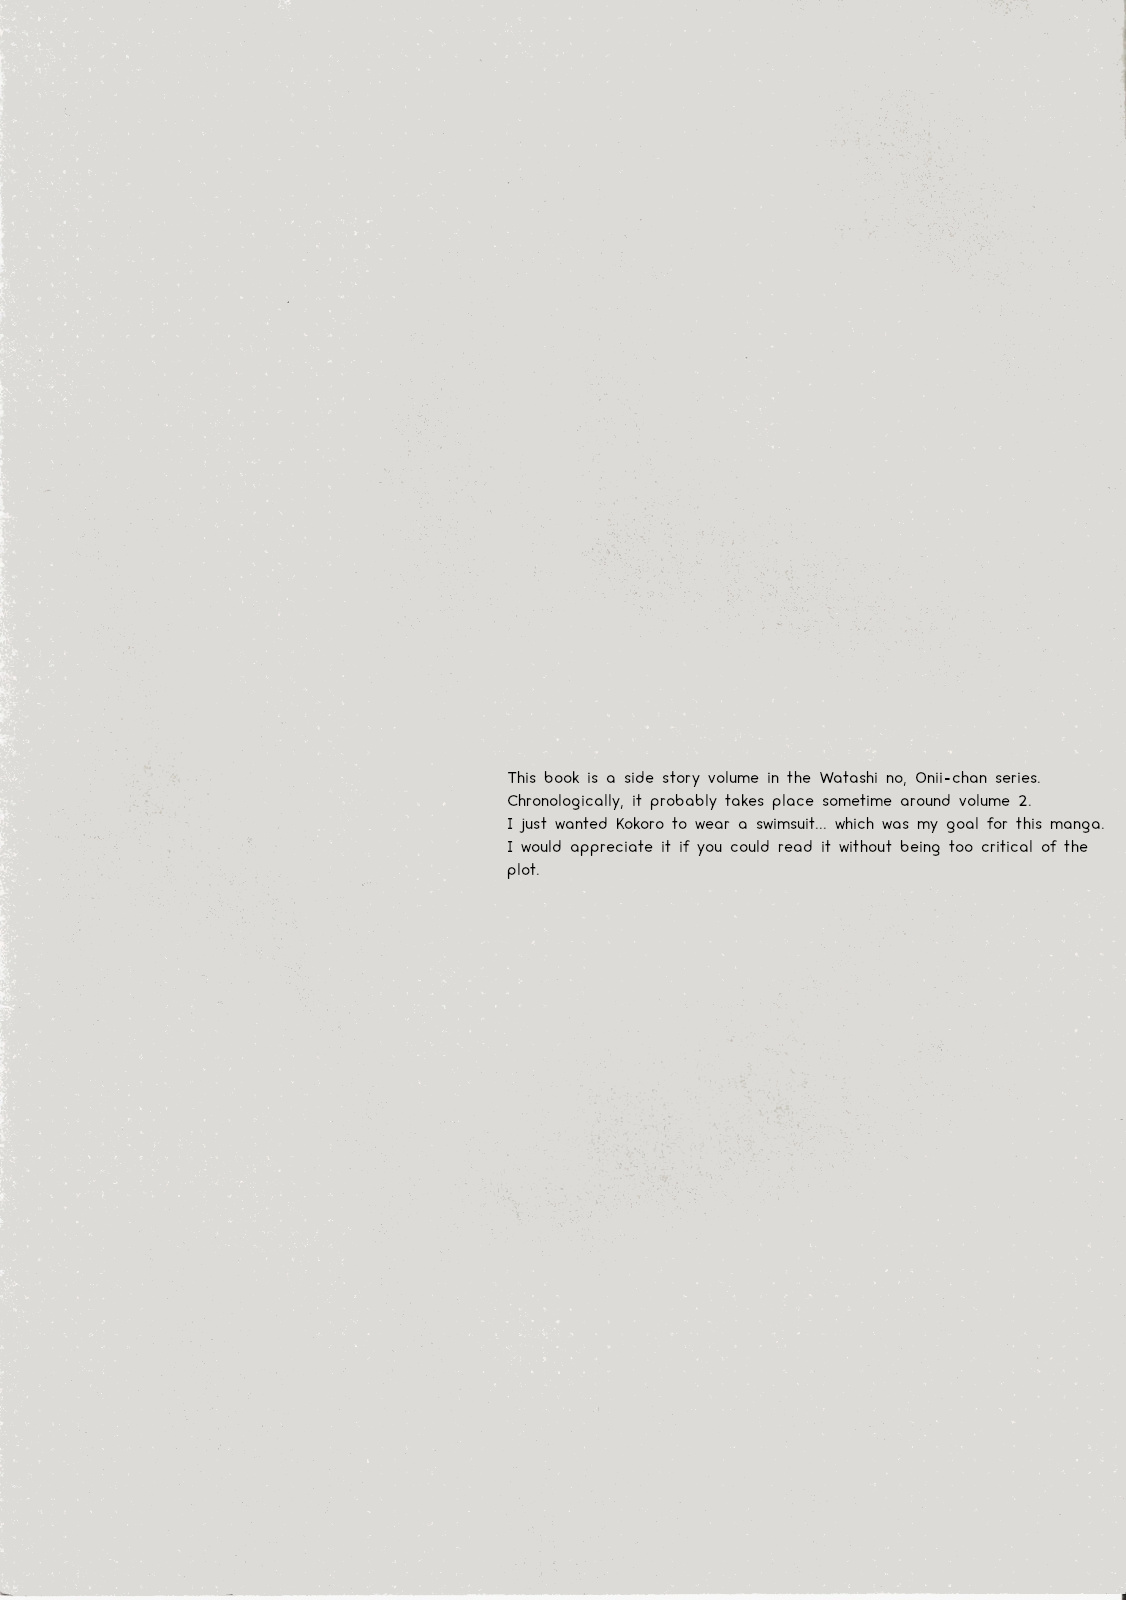 This book is a side story volume in the Watashi no, Onii-chan series.
Chronologically, it probably takes place sometime around volume 2.
I just wanted Kokoro to wear a swimsuit... which was my goal for this manga.
I would appreciate it if you could read it without being too critical of the
plot.